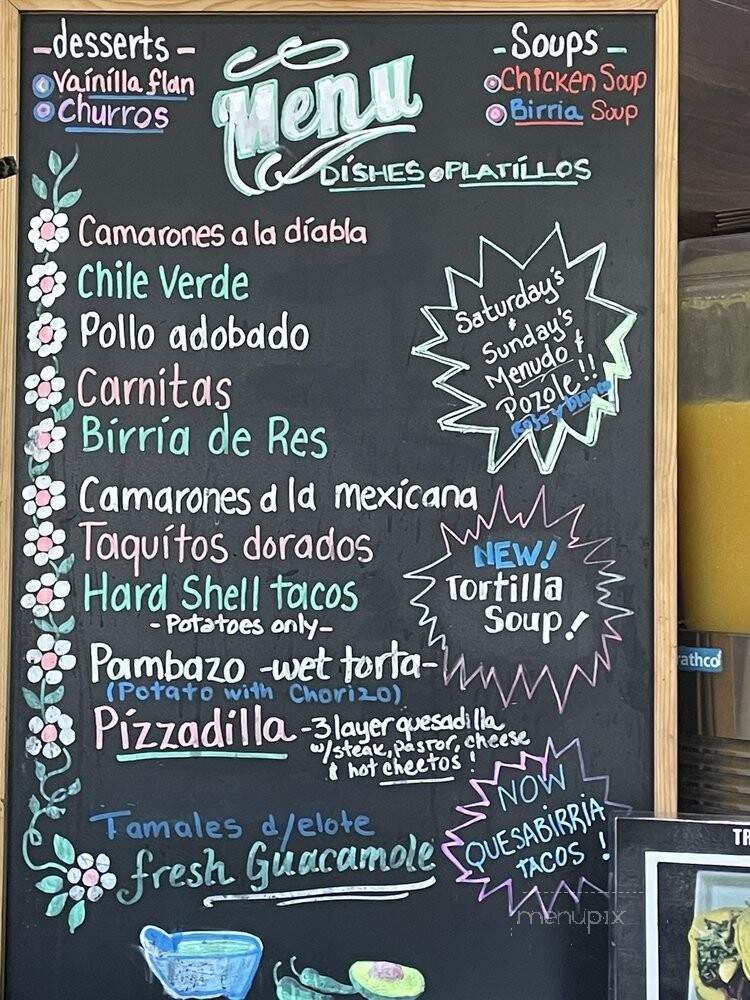 -desserts-
Vainilla flan
Churros
Menu
DISHES • PLATILLOS
-Soups-
Chicken Soup
Birria Soup
Camarones a la diabla
Chile Verde
Pollo adobado
Carnitas
Birria de Res
Camarones a la mexicana
Taquitos dorados
Hard Shell tacos
-Potatoes only-
Pambazo -wet torta-
(Potato with Chorizo)
Pizzadilla -3 layer quesadilla
w/steak, pastor, cheese
& hot cheetos!
Tamales d/elote
fresh Guacamole
Saturday's
&
Sunday's
Menudo &
Pozole!!
Rojo y blanco
NEW!
Tortilla
Soup!
NOW
QUESABIRRIA
TACOS!
rathco
menupix